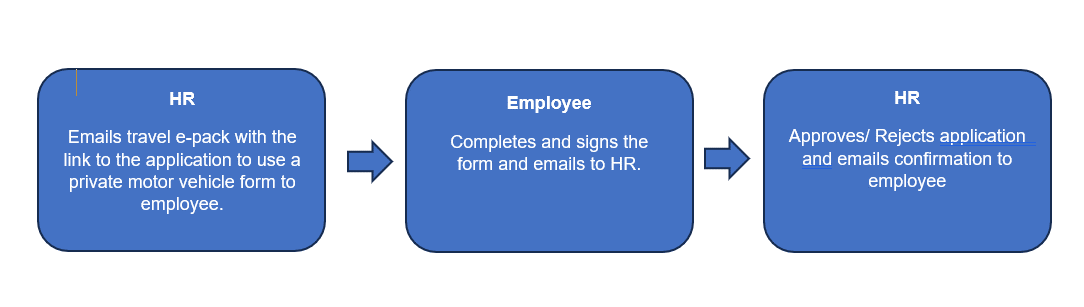 HR
Emails travel e-pack with the
link to the application to use a
private motor vehicle form to
employee.
Employee
Completes and signs the
form and emails to HR.
HR
Approves/ Rejects application
and emails confirmation to
employee